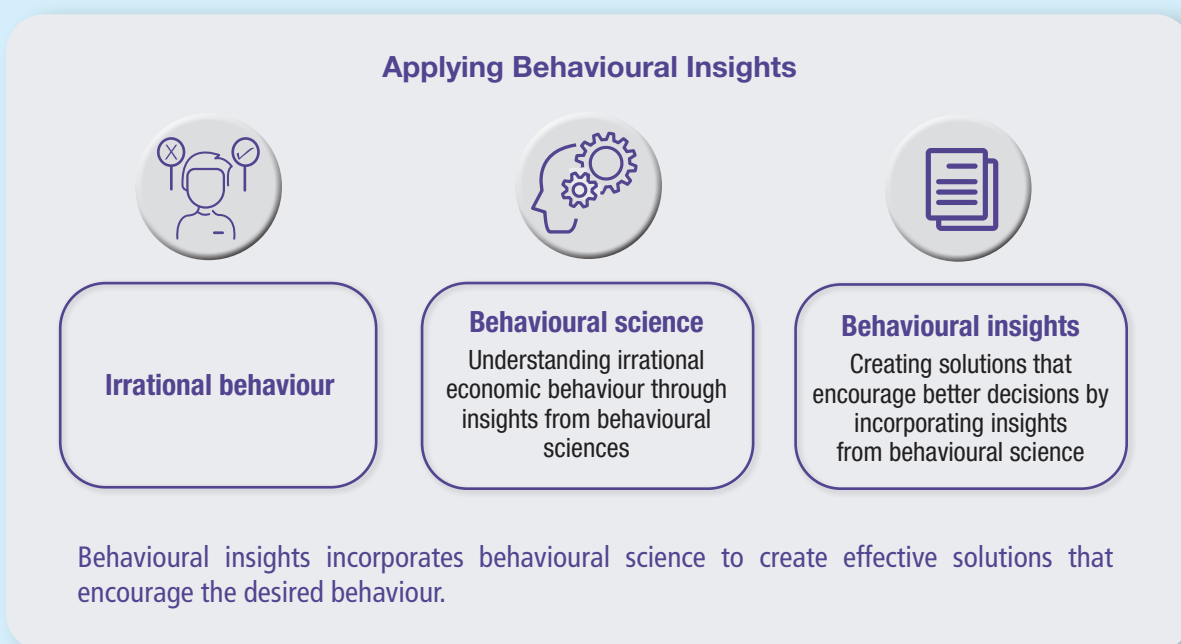 Applying Behavioural Insights
Irrational behaviour
Behavioural science
Understanding irrational
economic behaviour through
insights from behavioural
sciences
Behavioural insights
Creating solutions that
encourage better decisions by
incorporating insights
from behavioural science
Behavioural insights incorporates behavioural science to create effective solutions that
encourage the desired behaviour.